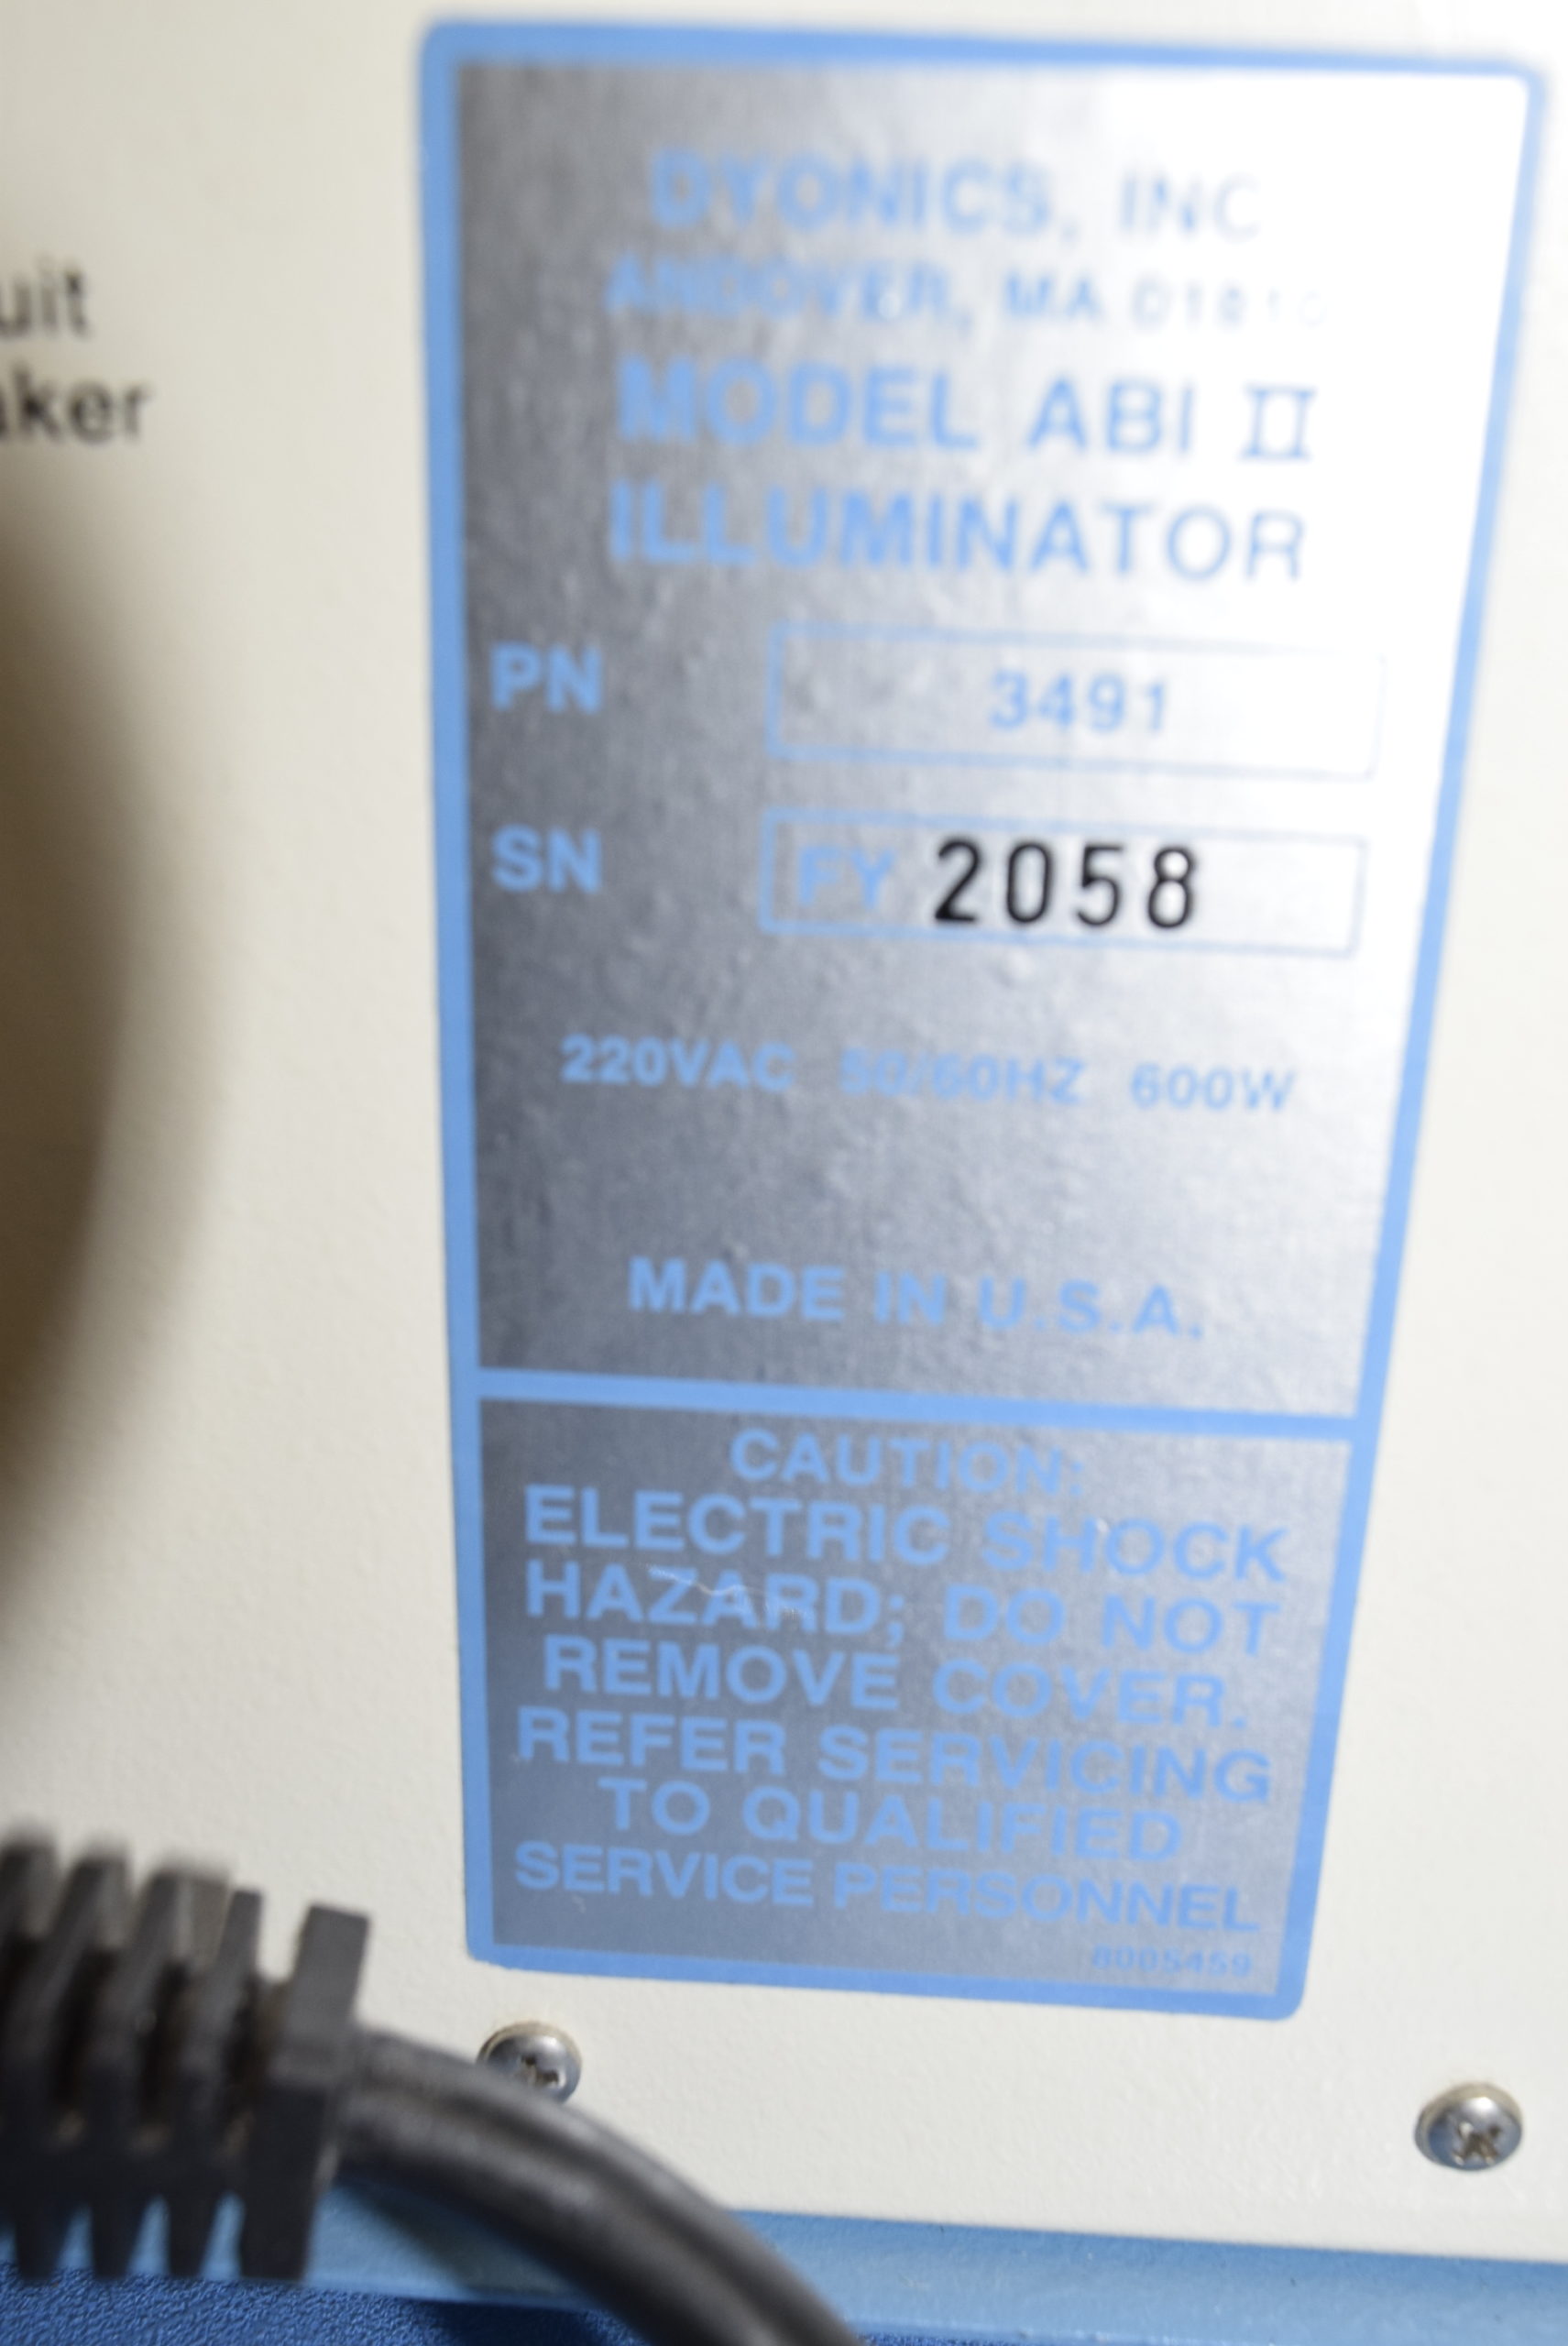 uit
aker
DYONICS, INC
ANDOVER, MA 01810
MODEL ABI II
ILLUMINATOR
PN 3491
SN FY 2058
220VAC 50/60HZ 600W
MADE IN U.S.A.
CAUTION:
ELECTRIC SHOCK
HAZARD; DO NOT
REMOVE COVER.
REFER SERVICING
TO QUALIFIED
SERVICE PERSONNEL
8005459